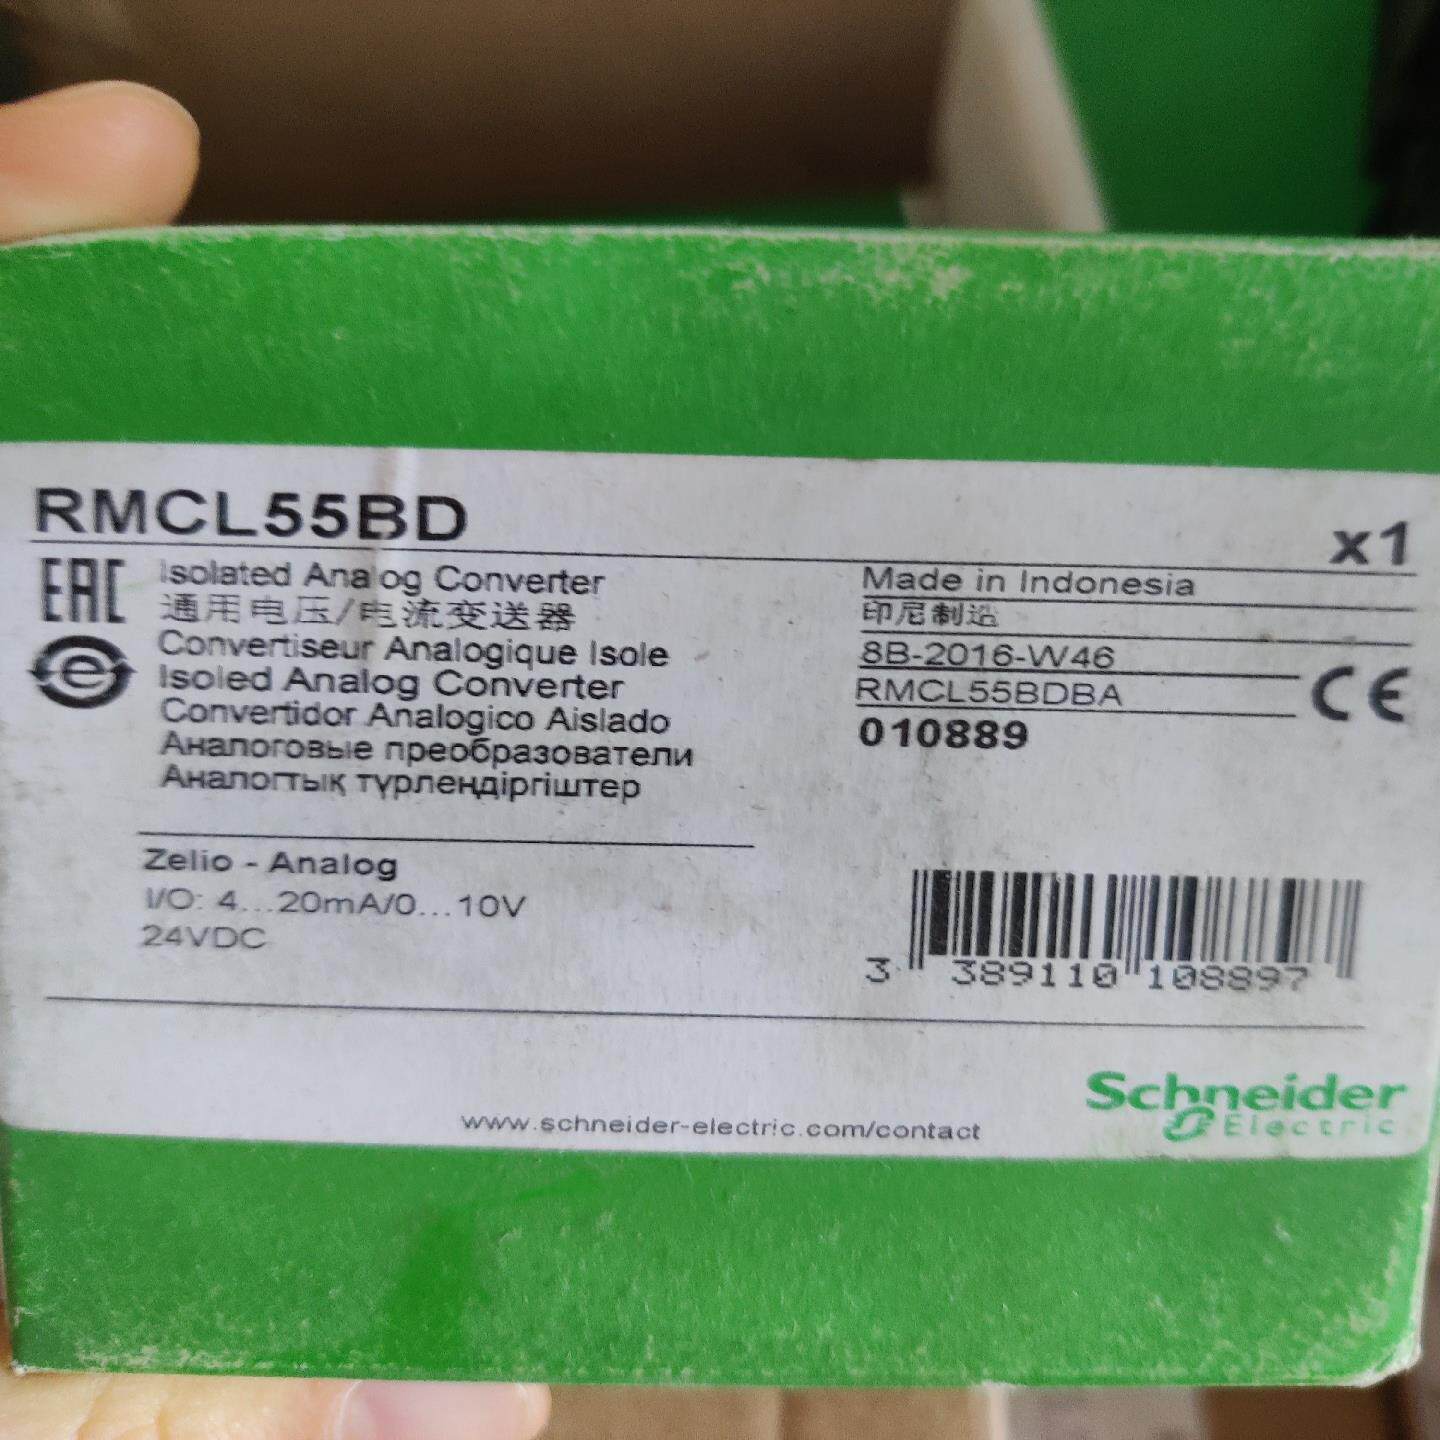 RMCL55BD
x1
EAC
Isolated Analog Converter
通用电压/电流变送器
Convertiseur Analogique Isole
Isoled Analog Converter
Convertidor Analogico Aislado
Аналоговые преобразователи
Аналогтық түрлендіргіштер
Made in Indonesia
印尼制造
8B-2016-W46
RMCL55BDBA
010889
e
CE
Zelio - Analog
I/O: 4...20mA/0...10V
24VDC
3 389110 108897
Schneider
Electric
www.schneider-electric.com/contact